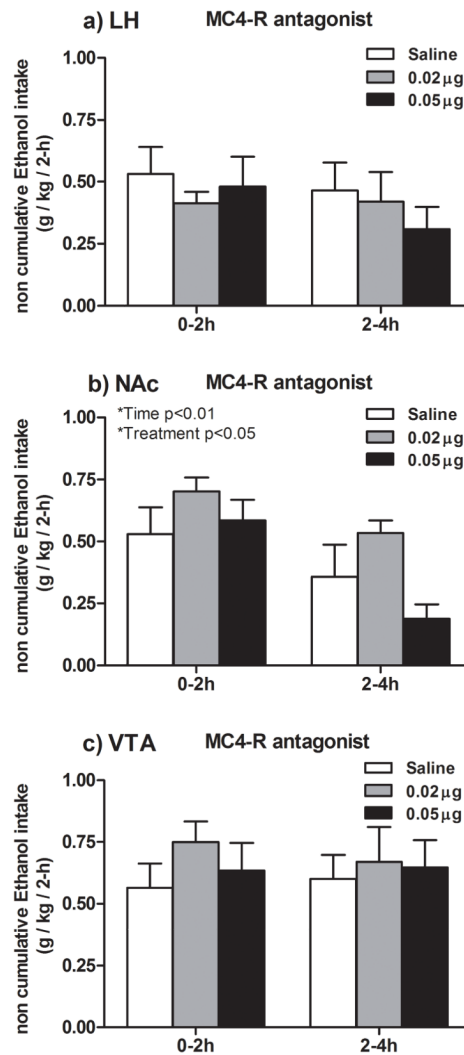 a) LH MC4-R antagonist
Saline
0.02µg
0.05µg
non cumulative Ethanol intake
(g / kg / 2-h)
1.00
0.75
0.50
0.25
0.00
0-2h 2-4h
b) NAc MC4-R antagonist
*Time p<0.01
*Treatment p<0.05
Saline
0.02µg
0.05µg
non cumulative Ethanol intake
(g / kg / 2-h)
1.00
0.75
0.50
0.25
0.00
0-2h 2-4h
c) VTA MC4-R antagonist
Saline
0.02µg
0.05µg
non cumulative Ethanol intake
(g / kg / 2-h)
1.00
0.75
0.50
0.25
0.00
0-2h 2-4h